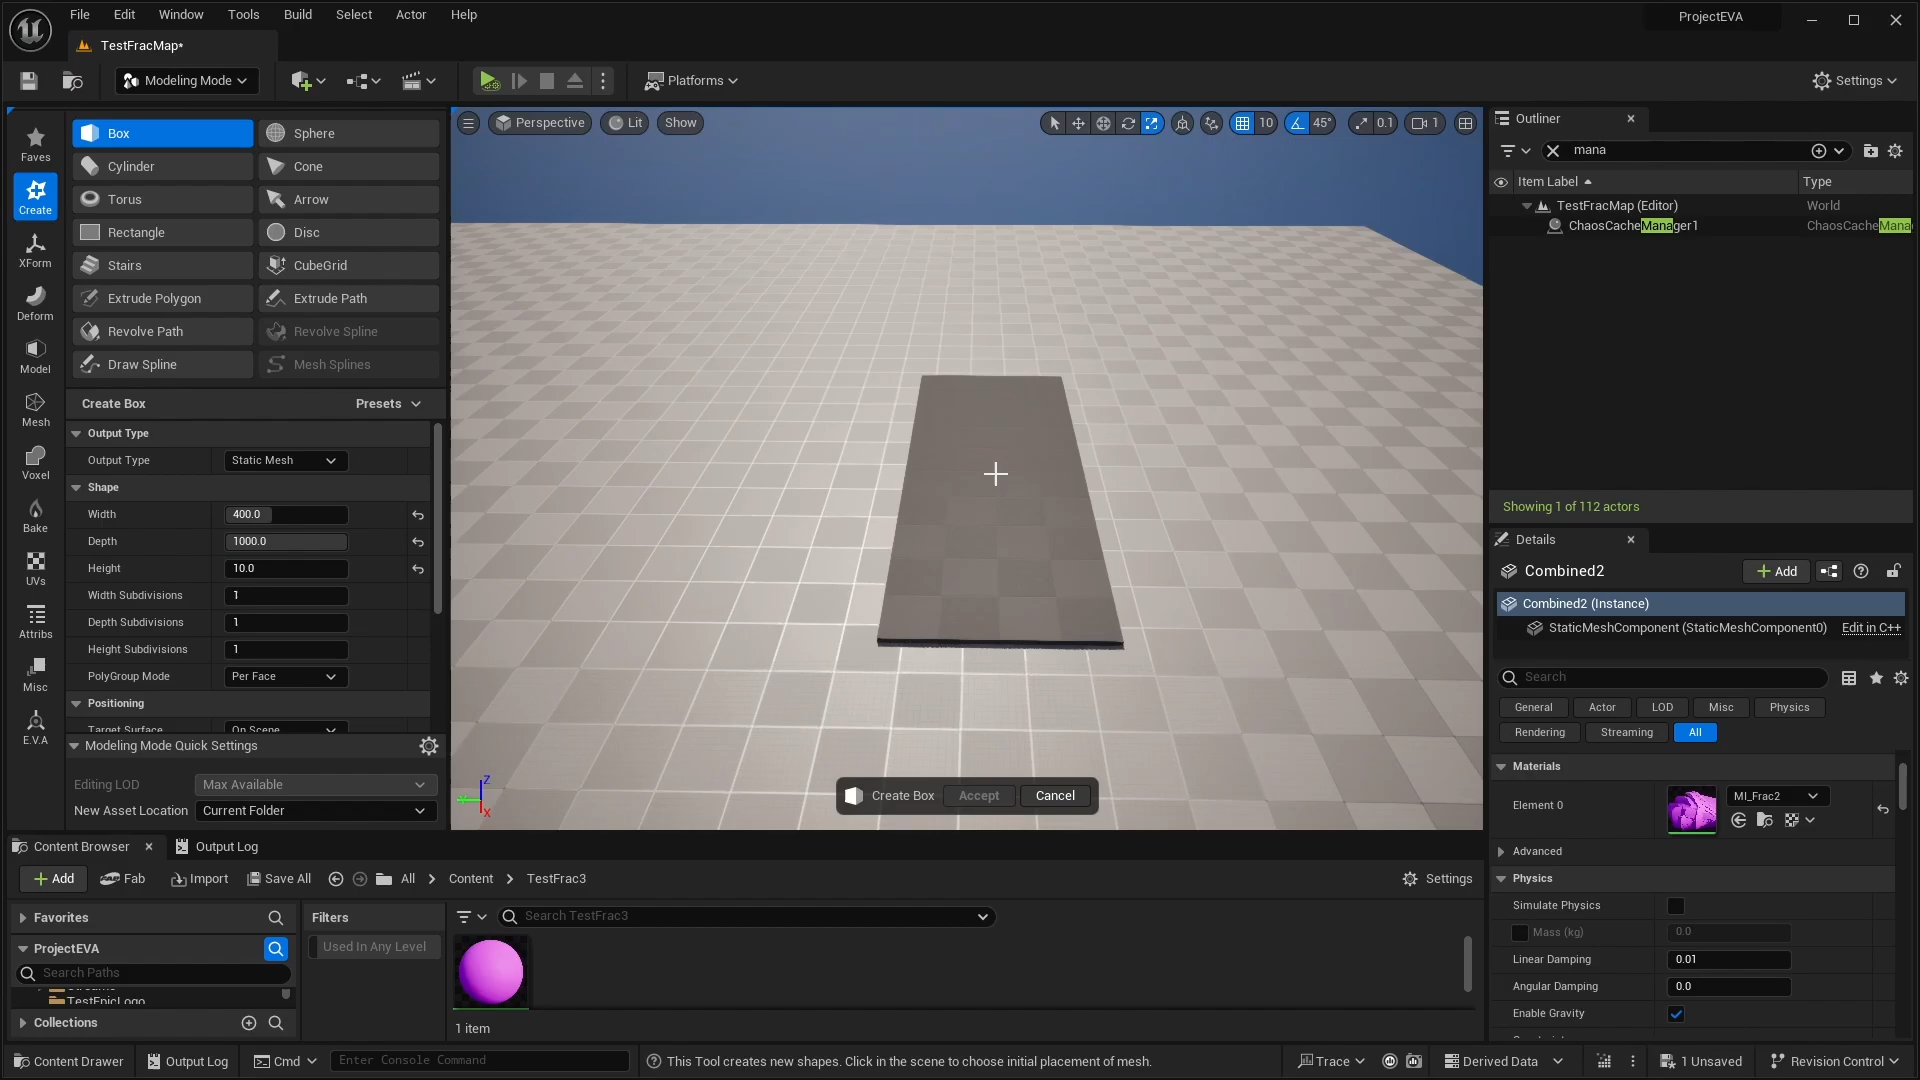 File Edit Window Tools Build Select Actor Help
ProjectEVA
TestFracMap*
Modeling Mode
Platforms
Settings
Faves
Create
XForm
Deform
Model
Mesh
Voxel
Bake
UVs
Attribs
Misc
E.V.A
Box Sphere
Cylinder Cone
Torus Arrow
Rectangle Disc
Stairs CubeGrid
Extrude Polygon Extrude Path
Revolve Path Revolve Spline
Draw Spline Mesh Splines
Create Box Presets
Output Type
Output Type Static Mesh
Shape
Width 400.0
Depth 1000.0
Height 10.0
Width Subdivisions 1
Depth Subdivisions 1
Height Subdivisions 1
PolyGroup Mode Per Face
Positioning
Target Surface On Scene
Modeling Mode Quick Settings
Editing LOD Max Available
New Asset Location Current Folder
Perspective Lit Show
10 45° 0.1 1
Z
X
Create Box Accept Cancel
Outliner
mana
Item Label Type
TestFracMap (Editor) World
ChaosCacheManager1 ChaosCacheMana
Showing 1 of 112 actors
Details
Combined2 Add
Combined2 (Instance)
StaticMeshComponent (StaticMeshComponent0) Edit in C++
Search
General Actor LOD Misc Physics
Rendering Streaming All
Materials
Element 0 MI_Frac2
Advanced
Physics
Simulate Physics
Mass (kg) 0.0
Linear Damping 0.01
Angular Damping 0.0
Enable Gravity
Content Browser Output Log
Add Fab Import Save All All Content TestFrac3 Settings
Favorites
ProjectEVA
Search Paths
TestEpicLogo
Collections
Filters
Used In Any Level
Search TestFrac3
1 item
Content Drawer Output Log Cmd Enter Console Command This Tool creates new shapes. Click in the scene to choose initial placement of mesh. Trace Derived Data 1 Unsaved Revision Control